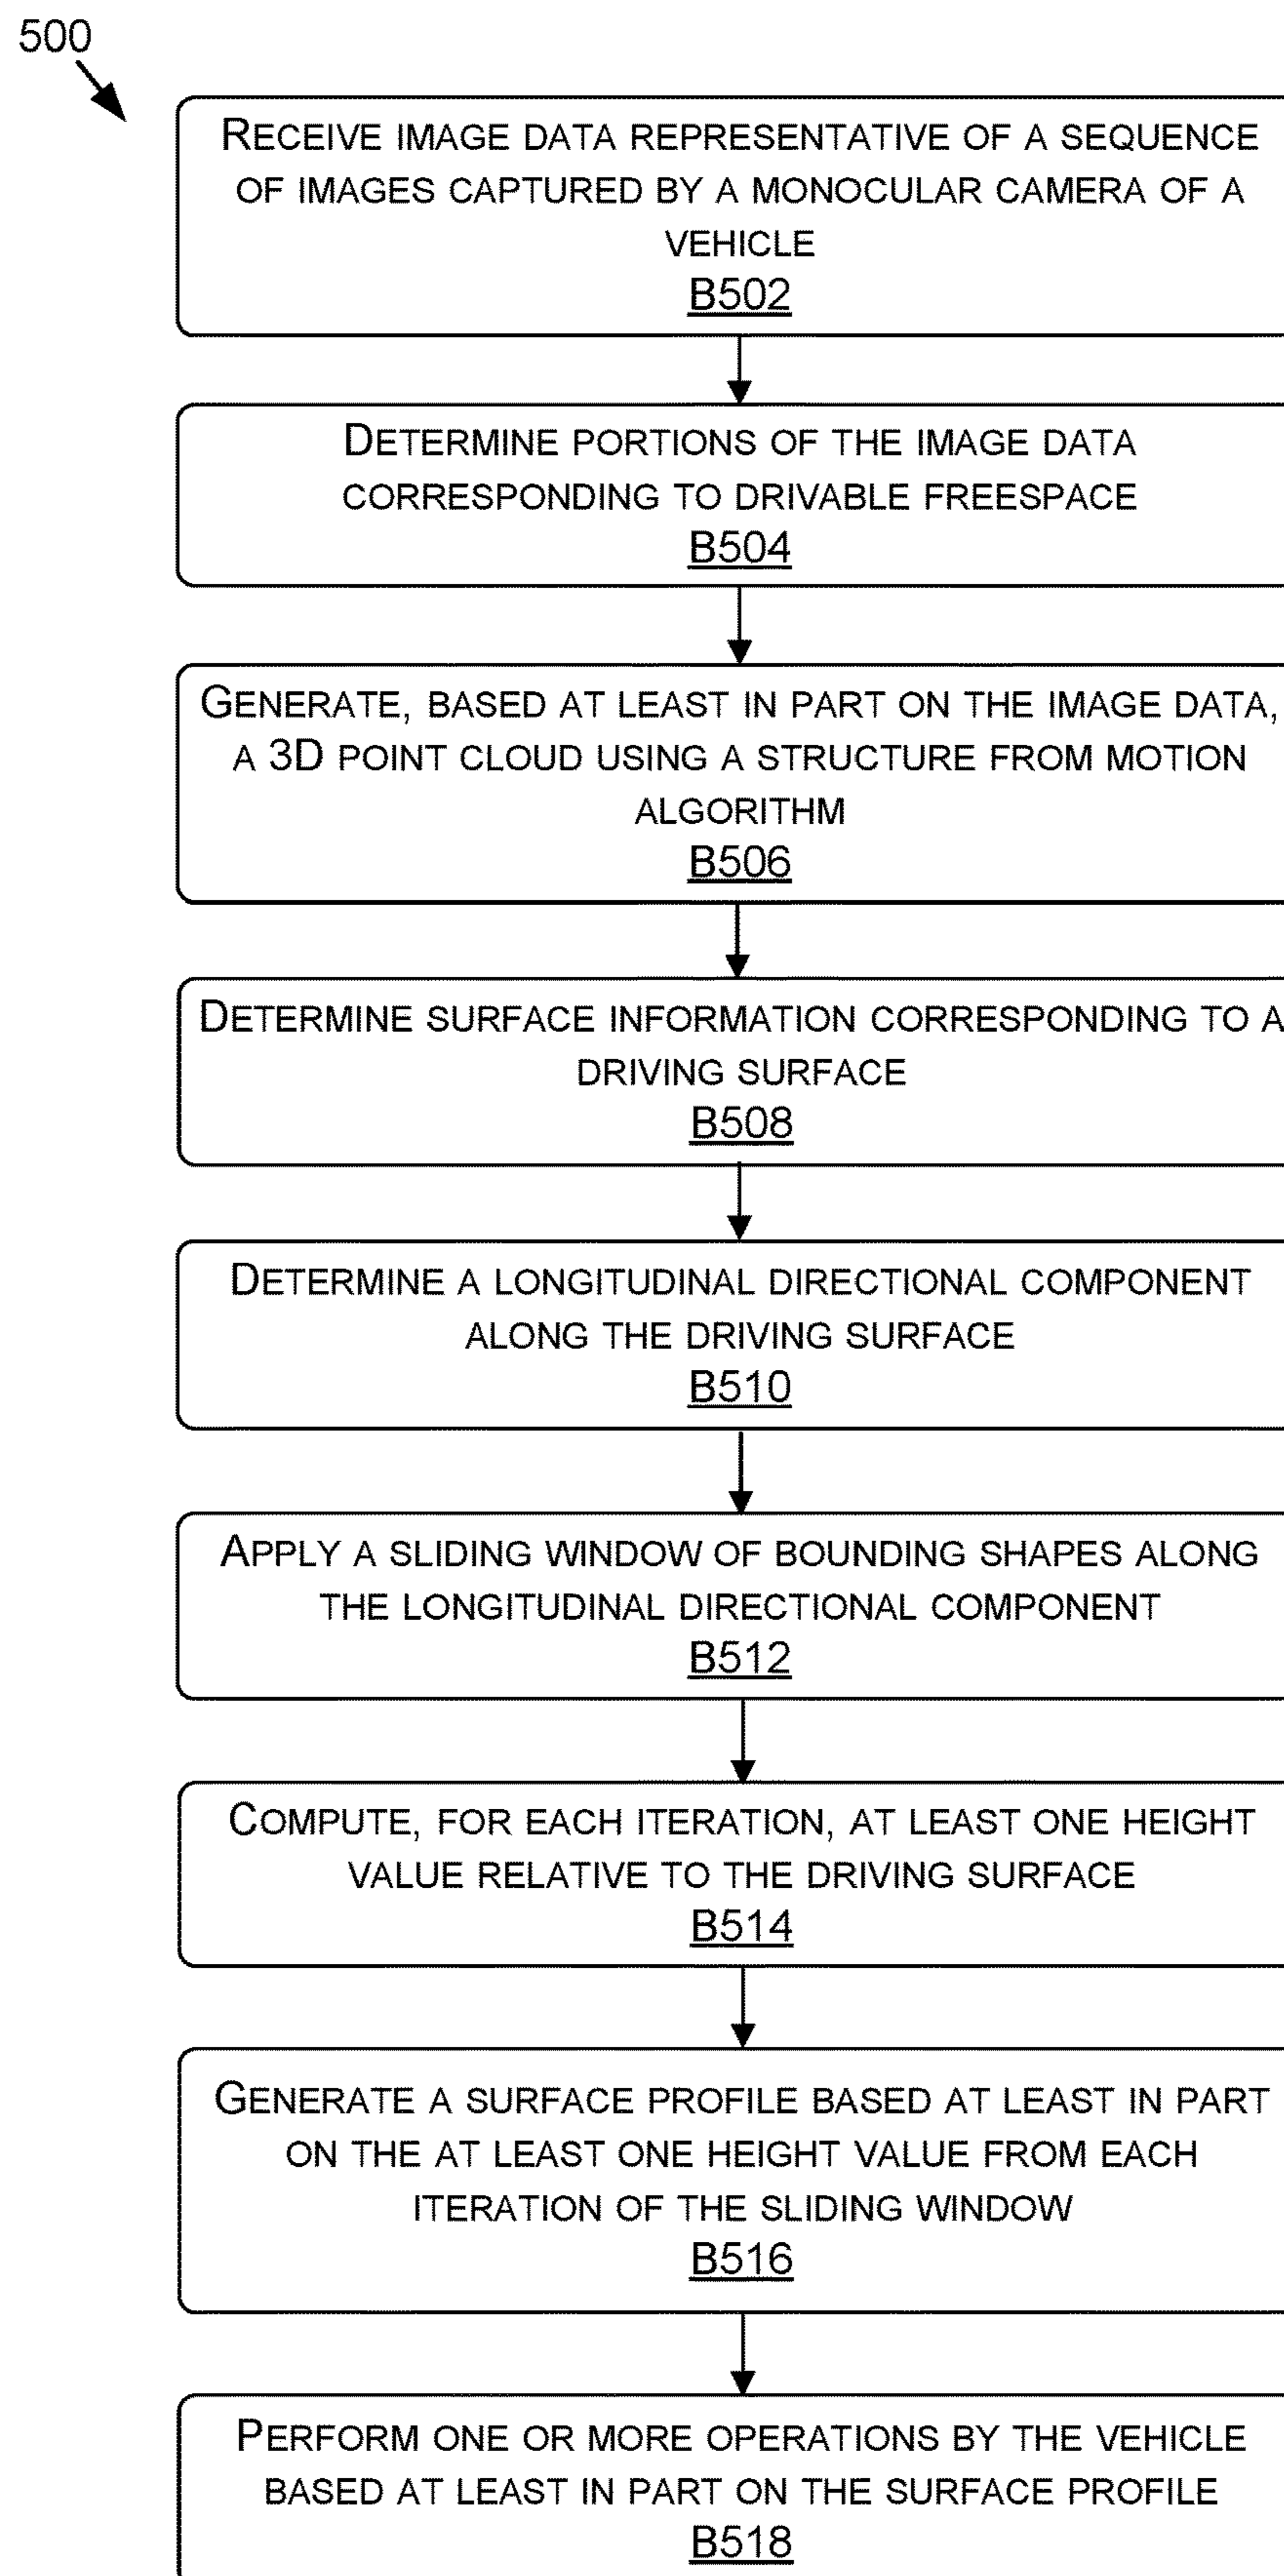 500
RECEIVE IMAGE DATA REPRESENTATIVE OF A SEQUENCE
OF IMAGES CAPTURED BY A MONOCULAR CAMERA OF A
VEHICLE
B502
DETERMINE PORTIONS OF THE IMAGE DATA
CORRESPONDING TO DRIVABLE FREESPACE
B504
GENERATE, BASED AT LEAST IN PART ON THE IMAGE DATA,
A 3D POINT CLOUD USING A STRUCTURE FROM MOTION
ALGORITHM
B506
DETERMINE SURFACE INFORMATION CORRESPONDING TO A
DRIVING SURFACE
B508
DETERMINE A LONGITUDINAL DIRECTIONAL COMPONENT
ALONG THE DRIVING SURFACE
B510
APPLY A SLIDING WINDOW OF BOUNDING SHAPES ALONG
THE LONGITUDINAL DIRECTIONAL COMPONENT
B512
COMPUTE, FOR EACH ITERATION, AT LEAST ONE HEIGHT
VALUE RELATIVE TO THE DRIVING SURFACE
B514
GENERATE A SURFACE PROFILE BASED AT LEAST IN PART
ON THE AT LEAST ONE HEIGHT VALUE FROM EACH
ITERATION OF THE SLIDING WINDOW
B516
PERFORM ONE OR MORE OPERATIONS BY THE VEHICLE
BASED AT LEAST IN PART ON THE SURFACE PROFILE
B518